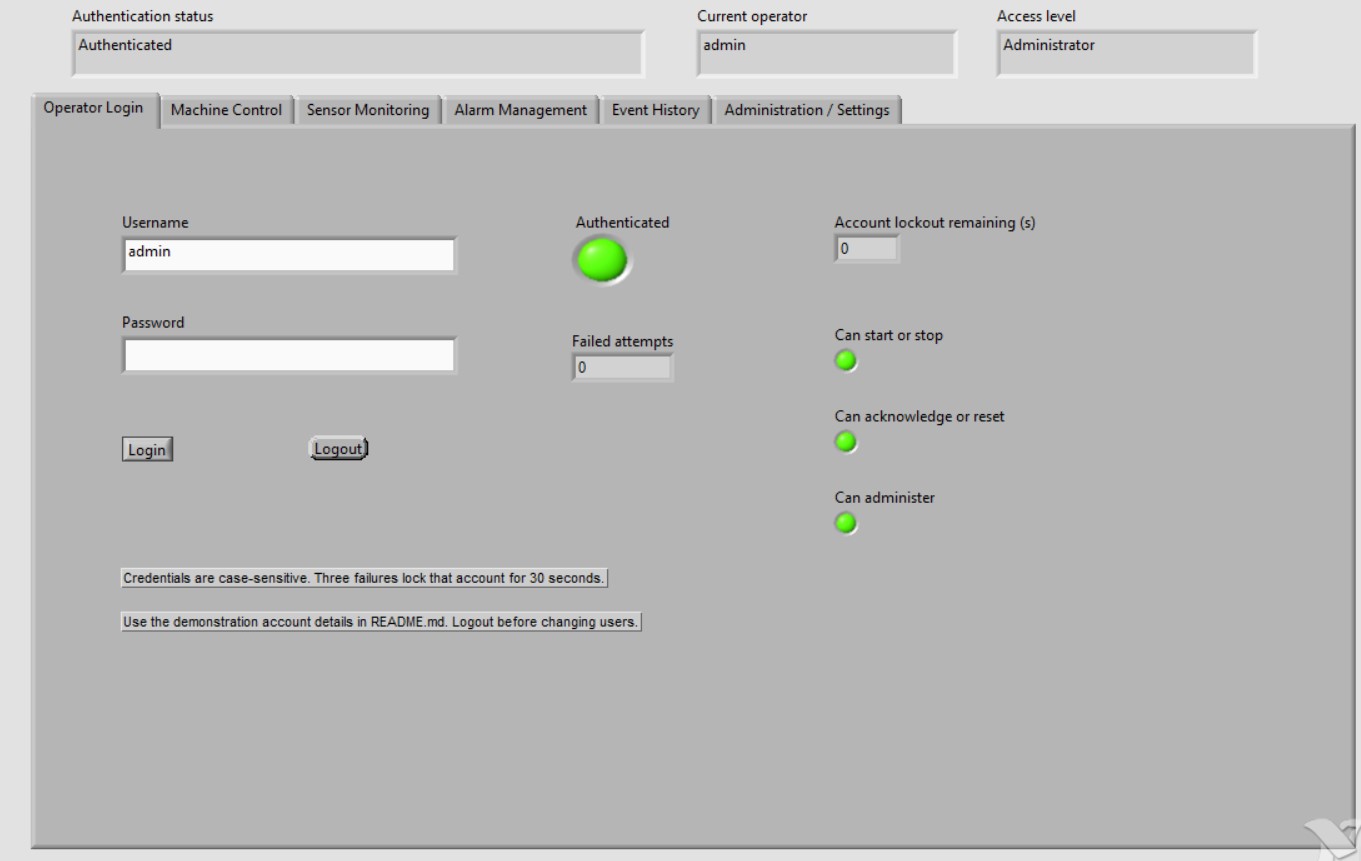 Authentication status
Current operator
Access level
Authenticated
admin
Administrator
Operator Login
Machine Control
Sensor Monitoring
Alarm Management
Event History
Administration / Settings
Username
Authenticated
Account lockout remaining (s)
admin
0
Password
Failed attempts
Can start or stop
0
Can acknowledge or reset
Login
Logout
Can administer
Credentials are case-sensitive. Three failures lock that account for 30 seconds.
Use the demonstration account details in README.md. Logout before changing users.